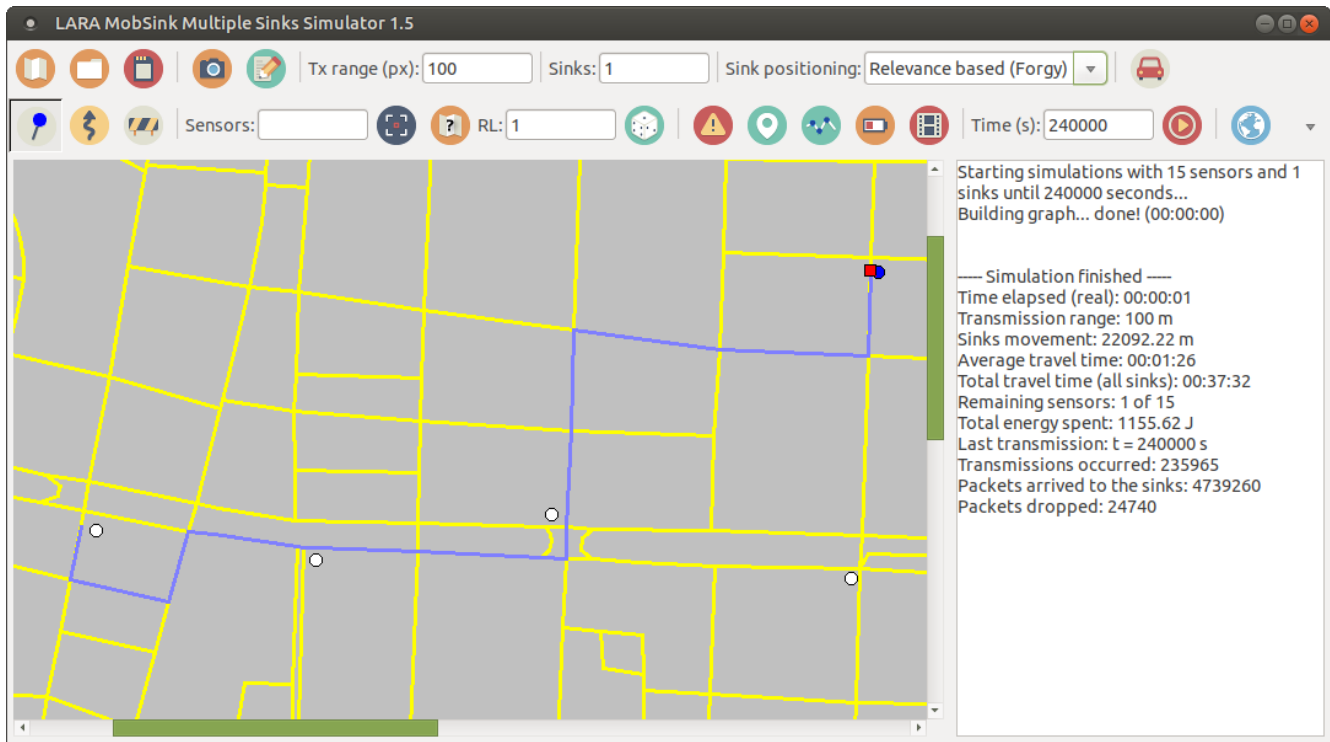 LARA MobSink Multiple Sinks Simulator 1.5
Tx range (px): 100 Sinks: 1 Sink positioning: Relevance based (Forgy)
Sensors: ? RL: 1 Time (s): 240000
Starting simulations with 15 sensors and 1
sinks until 240000 seconds...
Building graph... done! (00:00:00)
----- Simulation finished -----
Time elapsed (real): 00:00:01
Transmission range: 100 m
Sinks movement: 22092.22 m
Average travel time: 00:01:26
Total travel time (all sinks): 00:37:32
Remaining sensors: 1 of 15
Total energy spent: 1155.62 J
Last transmission: t = 240000 s
Transmissions occurred: 235965
Packets arrived to the sinks: 4739260
Packets dropped: 24740